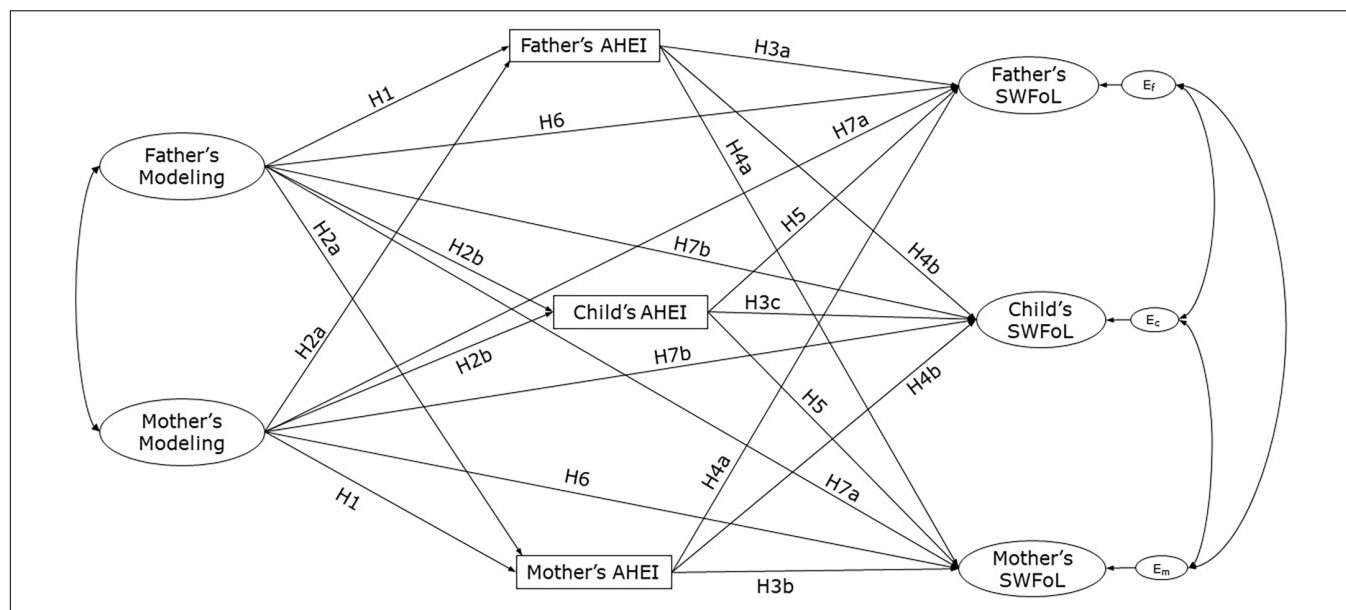 Father's AHEI
H3a
Father's
SWFoL
Ef
H1
H6
H7a
Father's
Modeling
H4a
H2a
H2b
H7b
H5
H4b
Child's AHEI
H3c
Child's
SWFoL
Ec
H2a
H2b
H7b
H4b
H5
Mother's
Modeling
H4a
H7a
H6
H1
Mother's AHEI
H3b
Mother's
SWFoL
Em